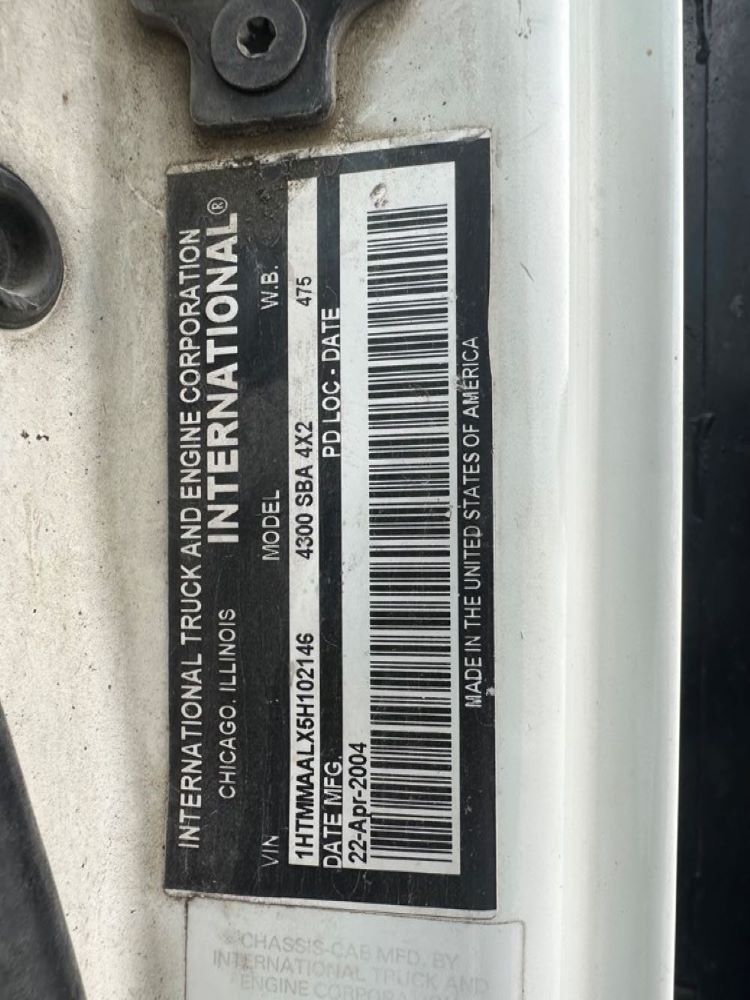 INTERNATIONAL TRUCK AND ENGINE CORPORATION
CHICAGO, ILLINOIS INTERNATIONAL®
VIN MODEL W.B.
1HTMMAALX5H102146 4300 SBA 4X2 475
DATE MFG. PD LOC - DATE
22-Apr-2004
MADE IN THE UNITED STATES OF AMERICA
CHASSIS-CAB MFD. BY
INTERNATIONAL TRUCK AND
ENGINE